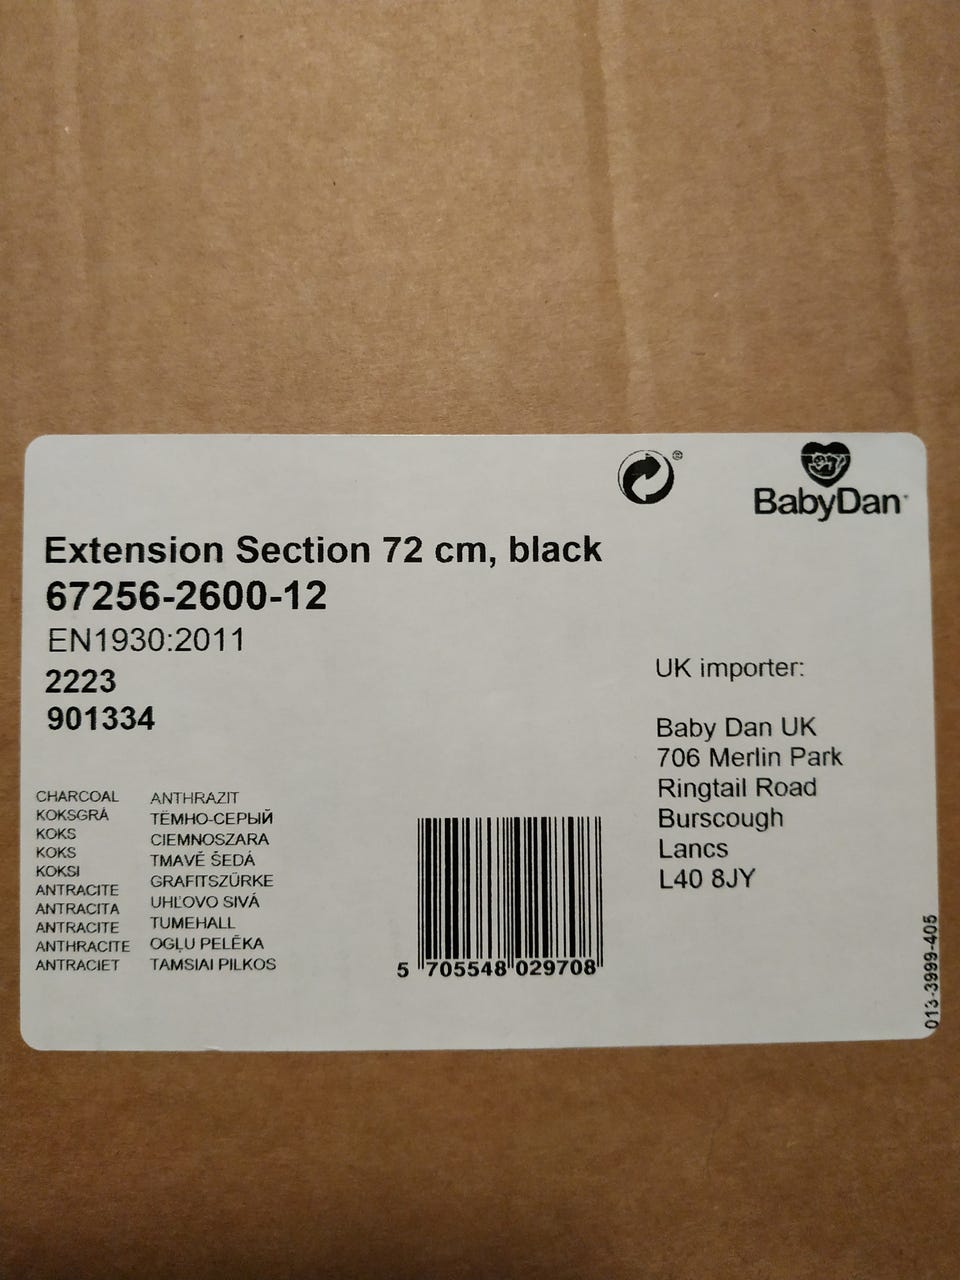 ®
BabyDan
Extension Section 72 cm, black
67256-2600-12
EN1930:2011
2223
901334
UK importer:
Baby Dan UK
706 Merlin Park
Ringtail Road
Burscough
Lancs
L40 8JY
CHARCOAL
KOKSGRÅ
KOKS
KOKS
KOKSI
ANTRACITE
ANTRACITA
ANTRACITE
ANTHRACITE
ANTRACIET
ANTHRAZIT
ТЁМНО-СЕРЫЙ
CIEMNOSZARA
TMAVĚ ŠEDÁ
GRAFITSZÜRKE
UHĽOVO SIVÁ
TUMEHALL
OGĻU PELĒKA
TAMSIAI PILKOS
5 705548 029708
013-3999-405